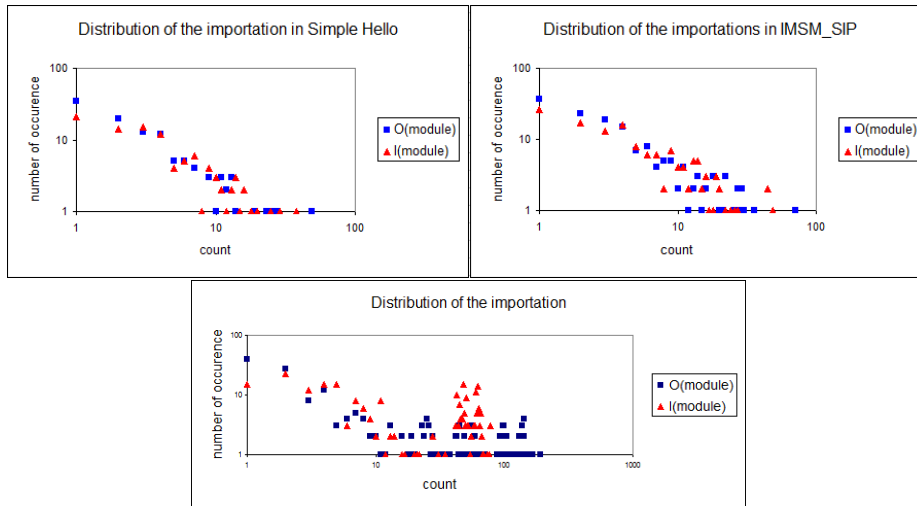 Distribution of the importation in Simple Hello
number of occurence
100
10
1
1
10
100
count
O(module)
I(module)
Distribution of the importations in IMSM_SIP
number of occurence
100
10
1
1
10
100
count
O(module)
I(module)
Distribution of the importation
number of occurence
100
10
1
1
10
100
1000
count
O(module)
I(module)